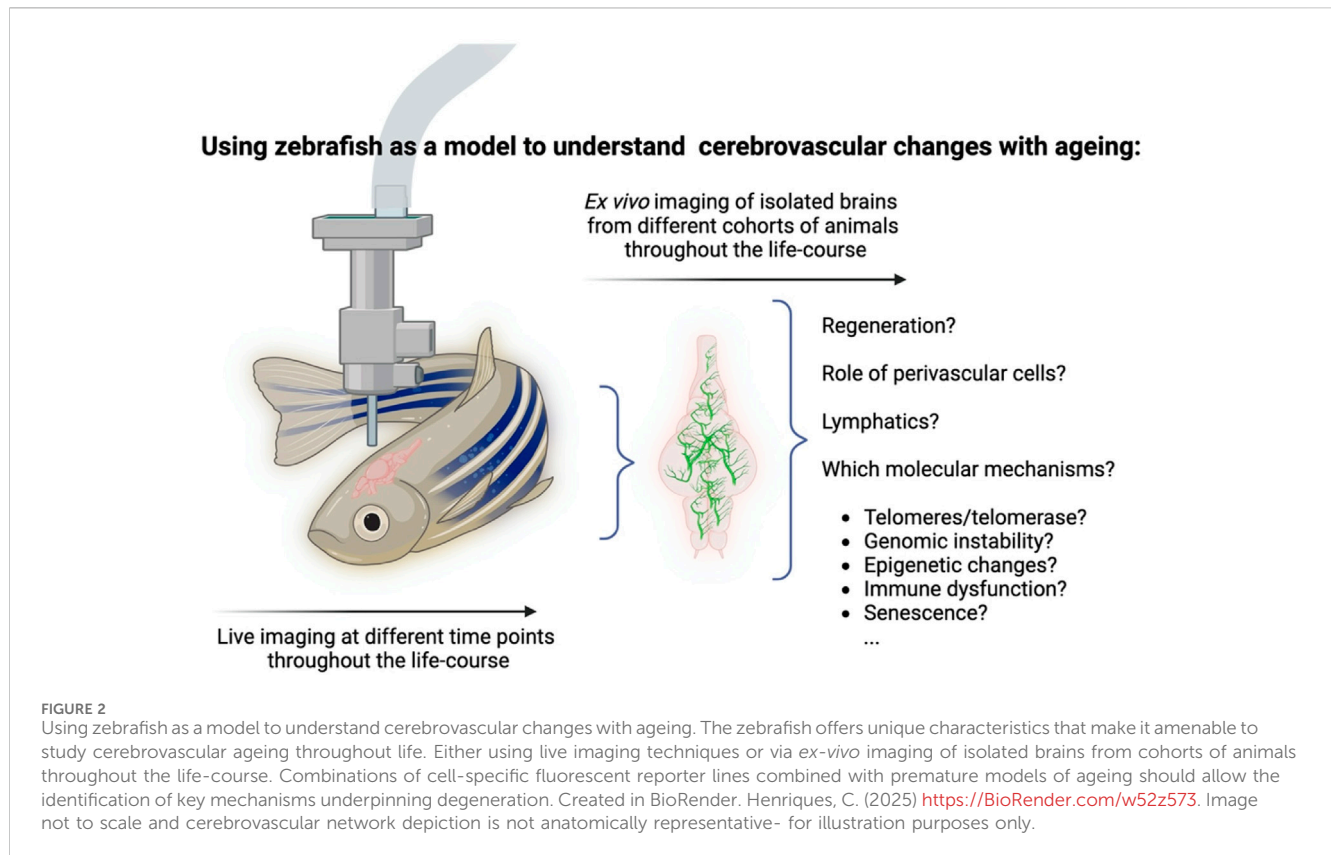 Using zebrafish as a model to understand cerebrovascular changes with ageing:
Ex vivo imaging of isolated brains
from different cohorts of animals
throughout the life-course
Regeneration?
Role of perivascular cells?
Lymphatics?
Which molecular mechanisms?
• Telomeres/telomerase?
• Genomic instability?
• Epigenetic changes?
• Immune dysfunction?
• Senescence?
...
Live imaging at different time points
throughout the life-course
FIGURE 2
Using zebrafish as a model to understand cerebrovascular changes with ageing. The zebrafish offers unique characteristics that make it amenable to
study cerebrovascular ageing throughout life. Either using live imaging techniques or via ex-vivo imaging of isolated brains from cohorts of animals
throughout the life-course. Combinations of cell-specific fluorescent reporter lines combined with premature models of ageing should allow the
identification of key mechanisms underpinning degeneration. Created in BioRender. Henriques, C. (2025) https://BioRender.com/w52z573. Image
not to scale and cerebrovascular network depiction is not anatomically representative- for illustration purposes only.